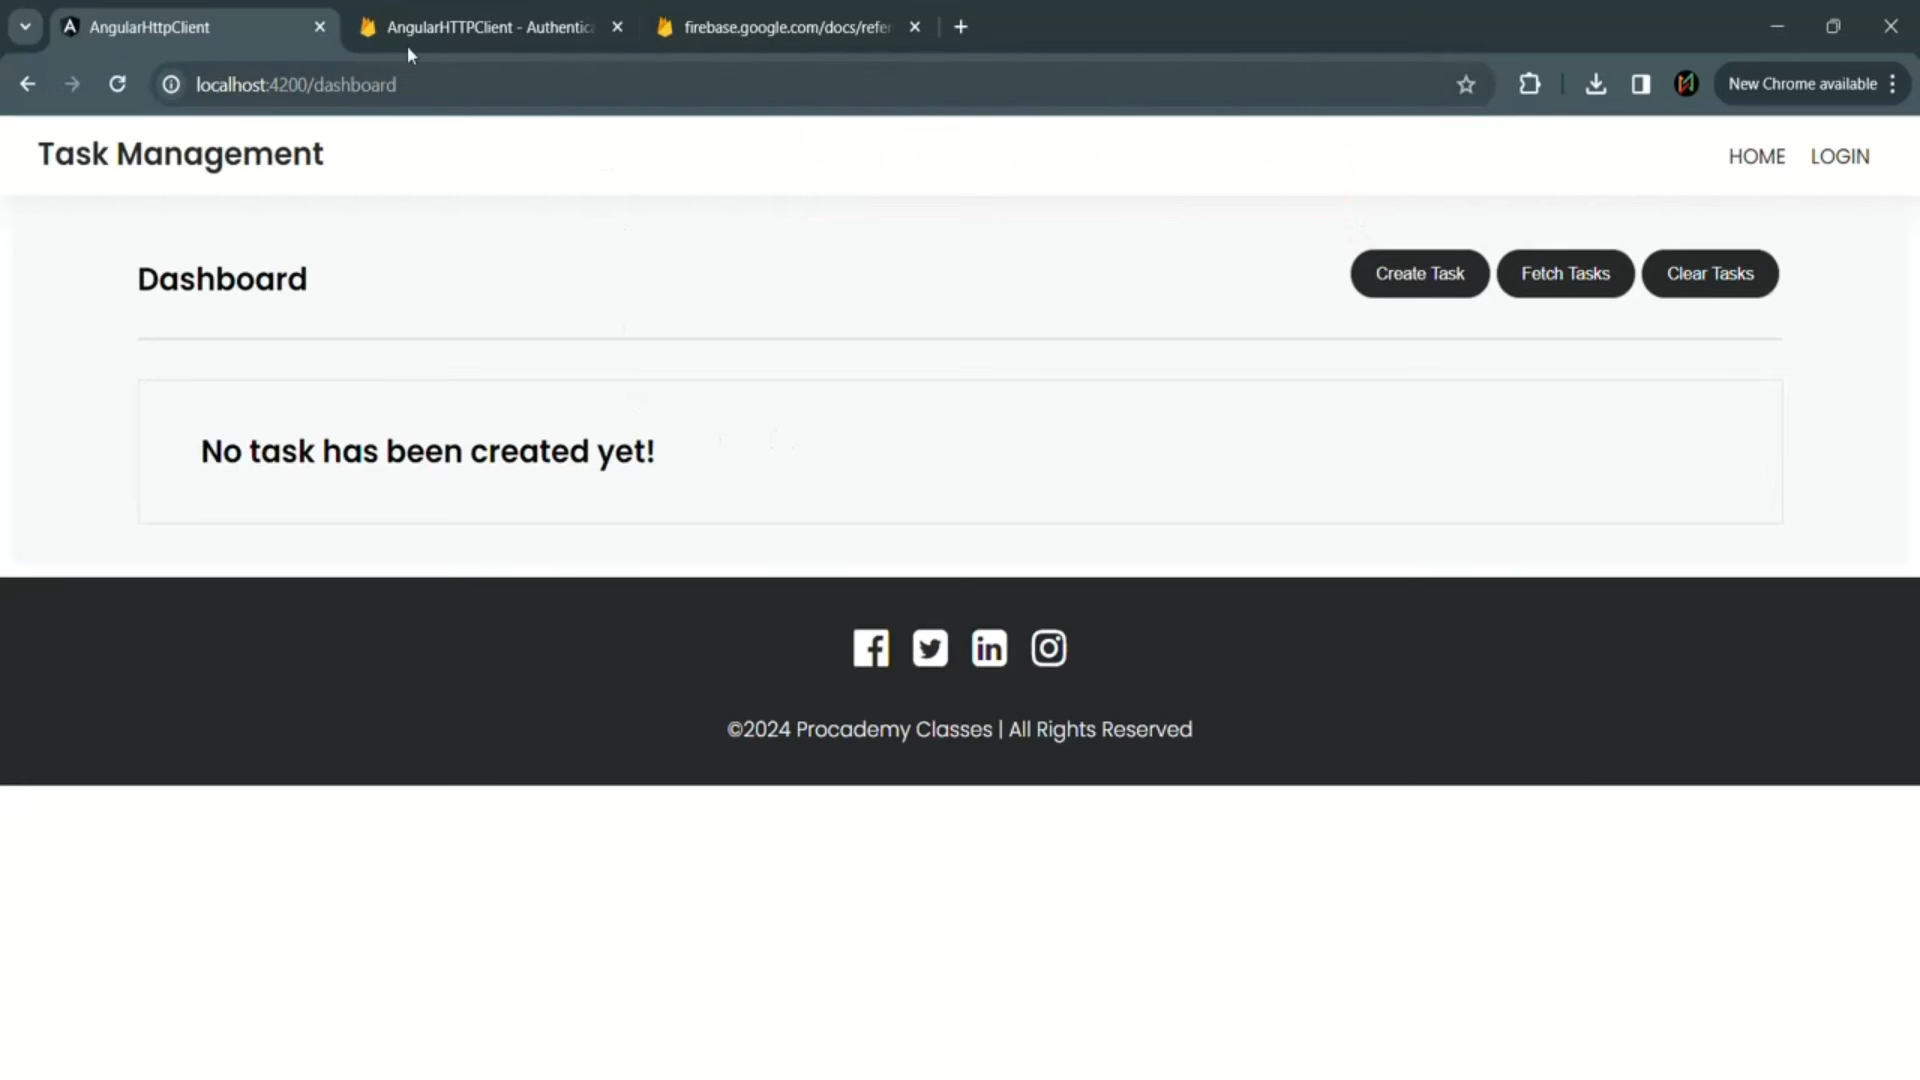 AngularHttpClient
AngularHTTPClient - Authentic
firebase.google.com/docs/refer
localhost:4200/dashboard
New Chrome available
Task Management
HOME
LOGIN
Dashboard
Create Task
Fetch Tasks
Clear Tasks
No task has been created yet!
©2024 Procademy Classes | All Rights Reserved